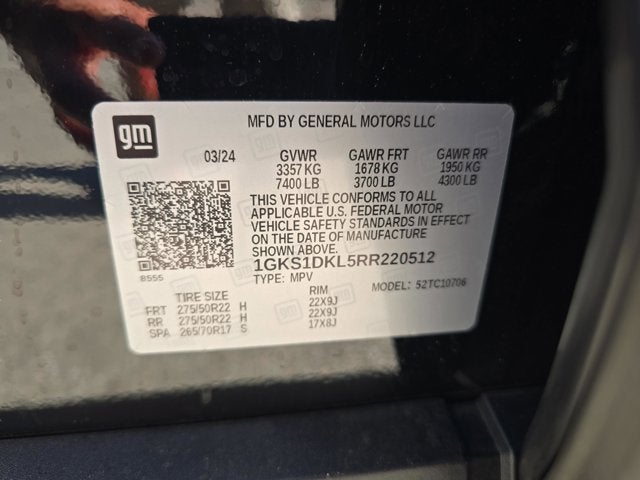 gm
MFD BY GENERAL MOTORS LLC
03/24 GVWR GAWR FRT GAWR RR
3357 KG 1678 KG 1950 KG
7400 LB 3700 LB 4300 LB
THIS VEHICLE CONFORMS TO ALL
APPLICABLE U.S. FEDERAL MOTOR
VEHICLE SAFETY STANDARDS IN EFFECT
ON THE DATE OF MANUFACTURE
SHOWN ABOVE.
8555
1GKS1DKL5RR220512
TYPE: MPV MODEL: 52TC10706
TIRE SIZE RIM
FRT 275/50R22 H 22X9J
RR 275/50R22 H 22X9J
SPA 265/70R17 S 17X8J